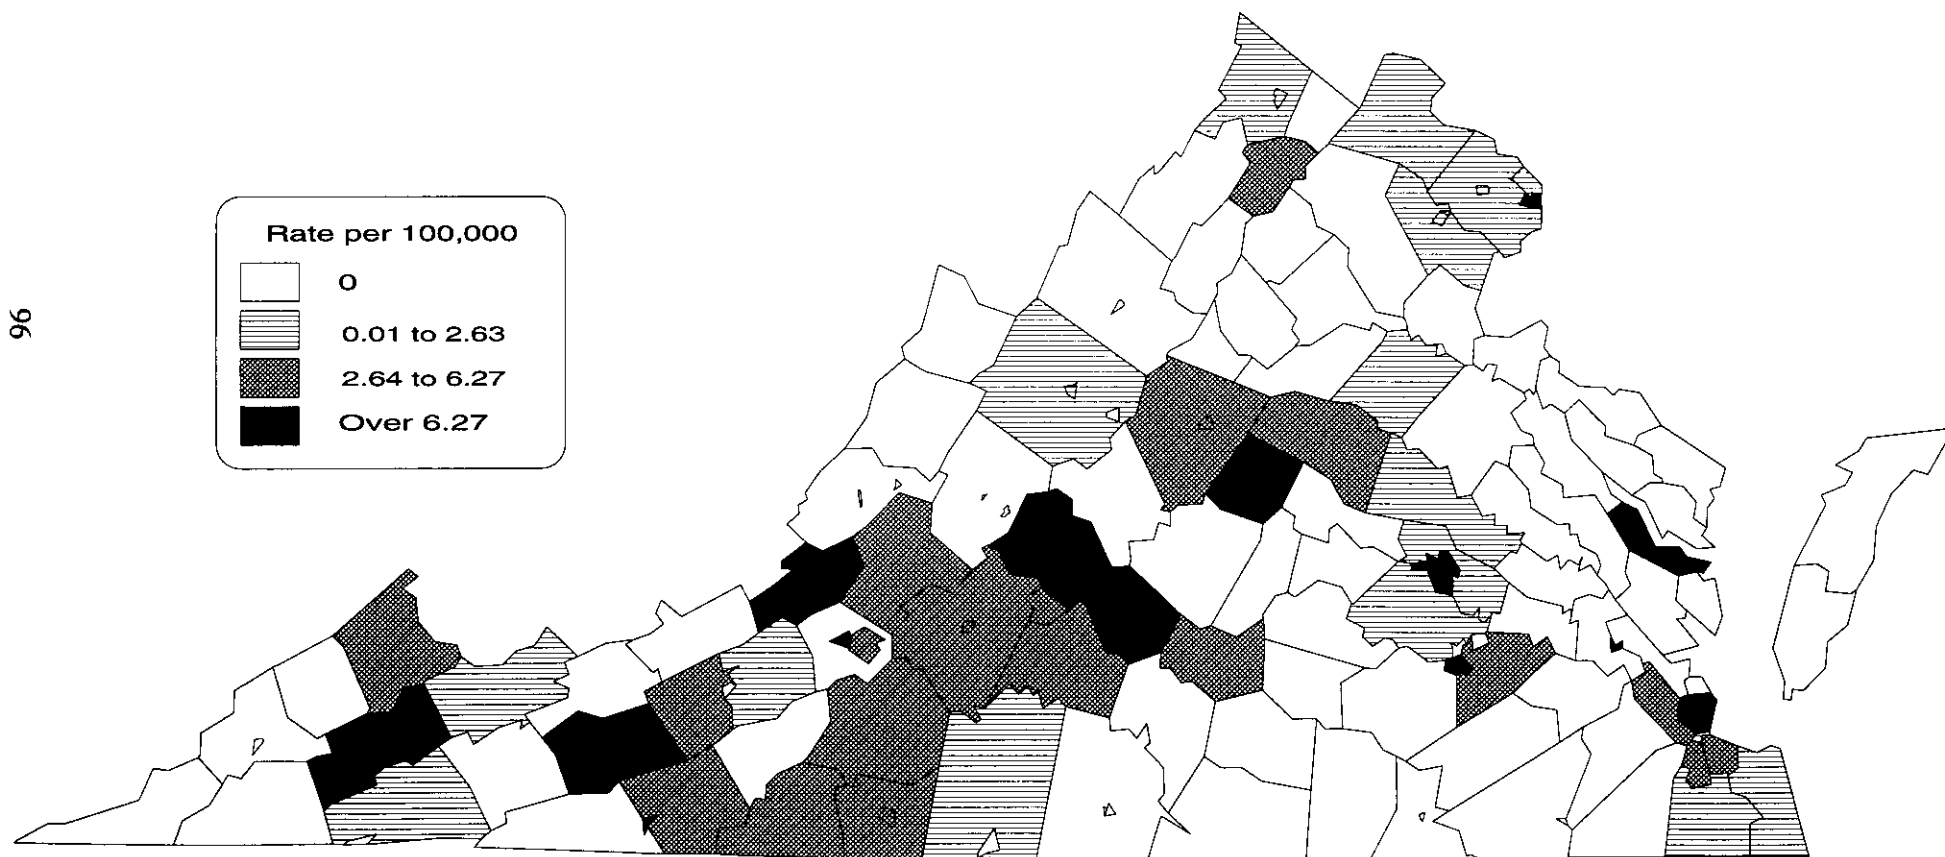 96
Rate per 100,000
0
0.01 to 2.63
2.64 to 6.27
Over 6.27